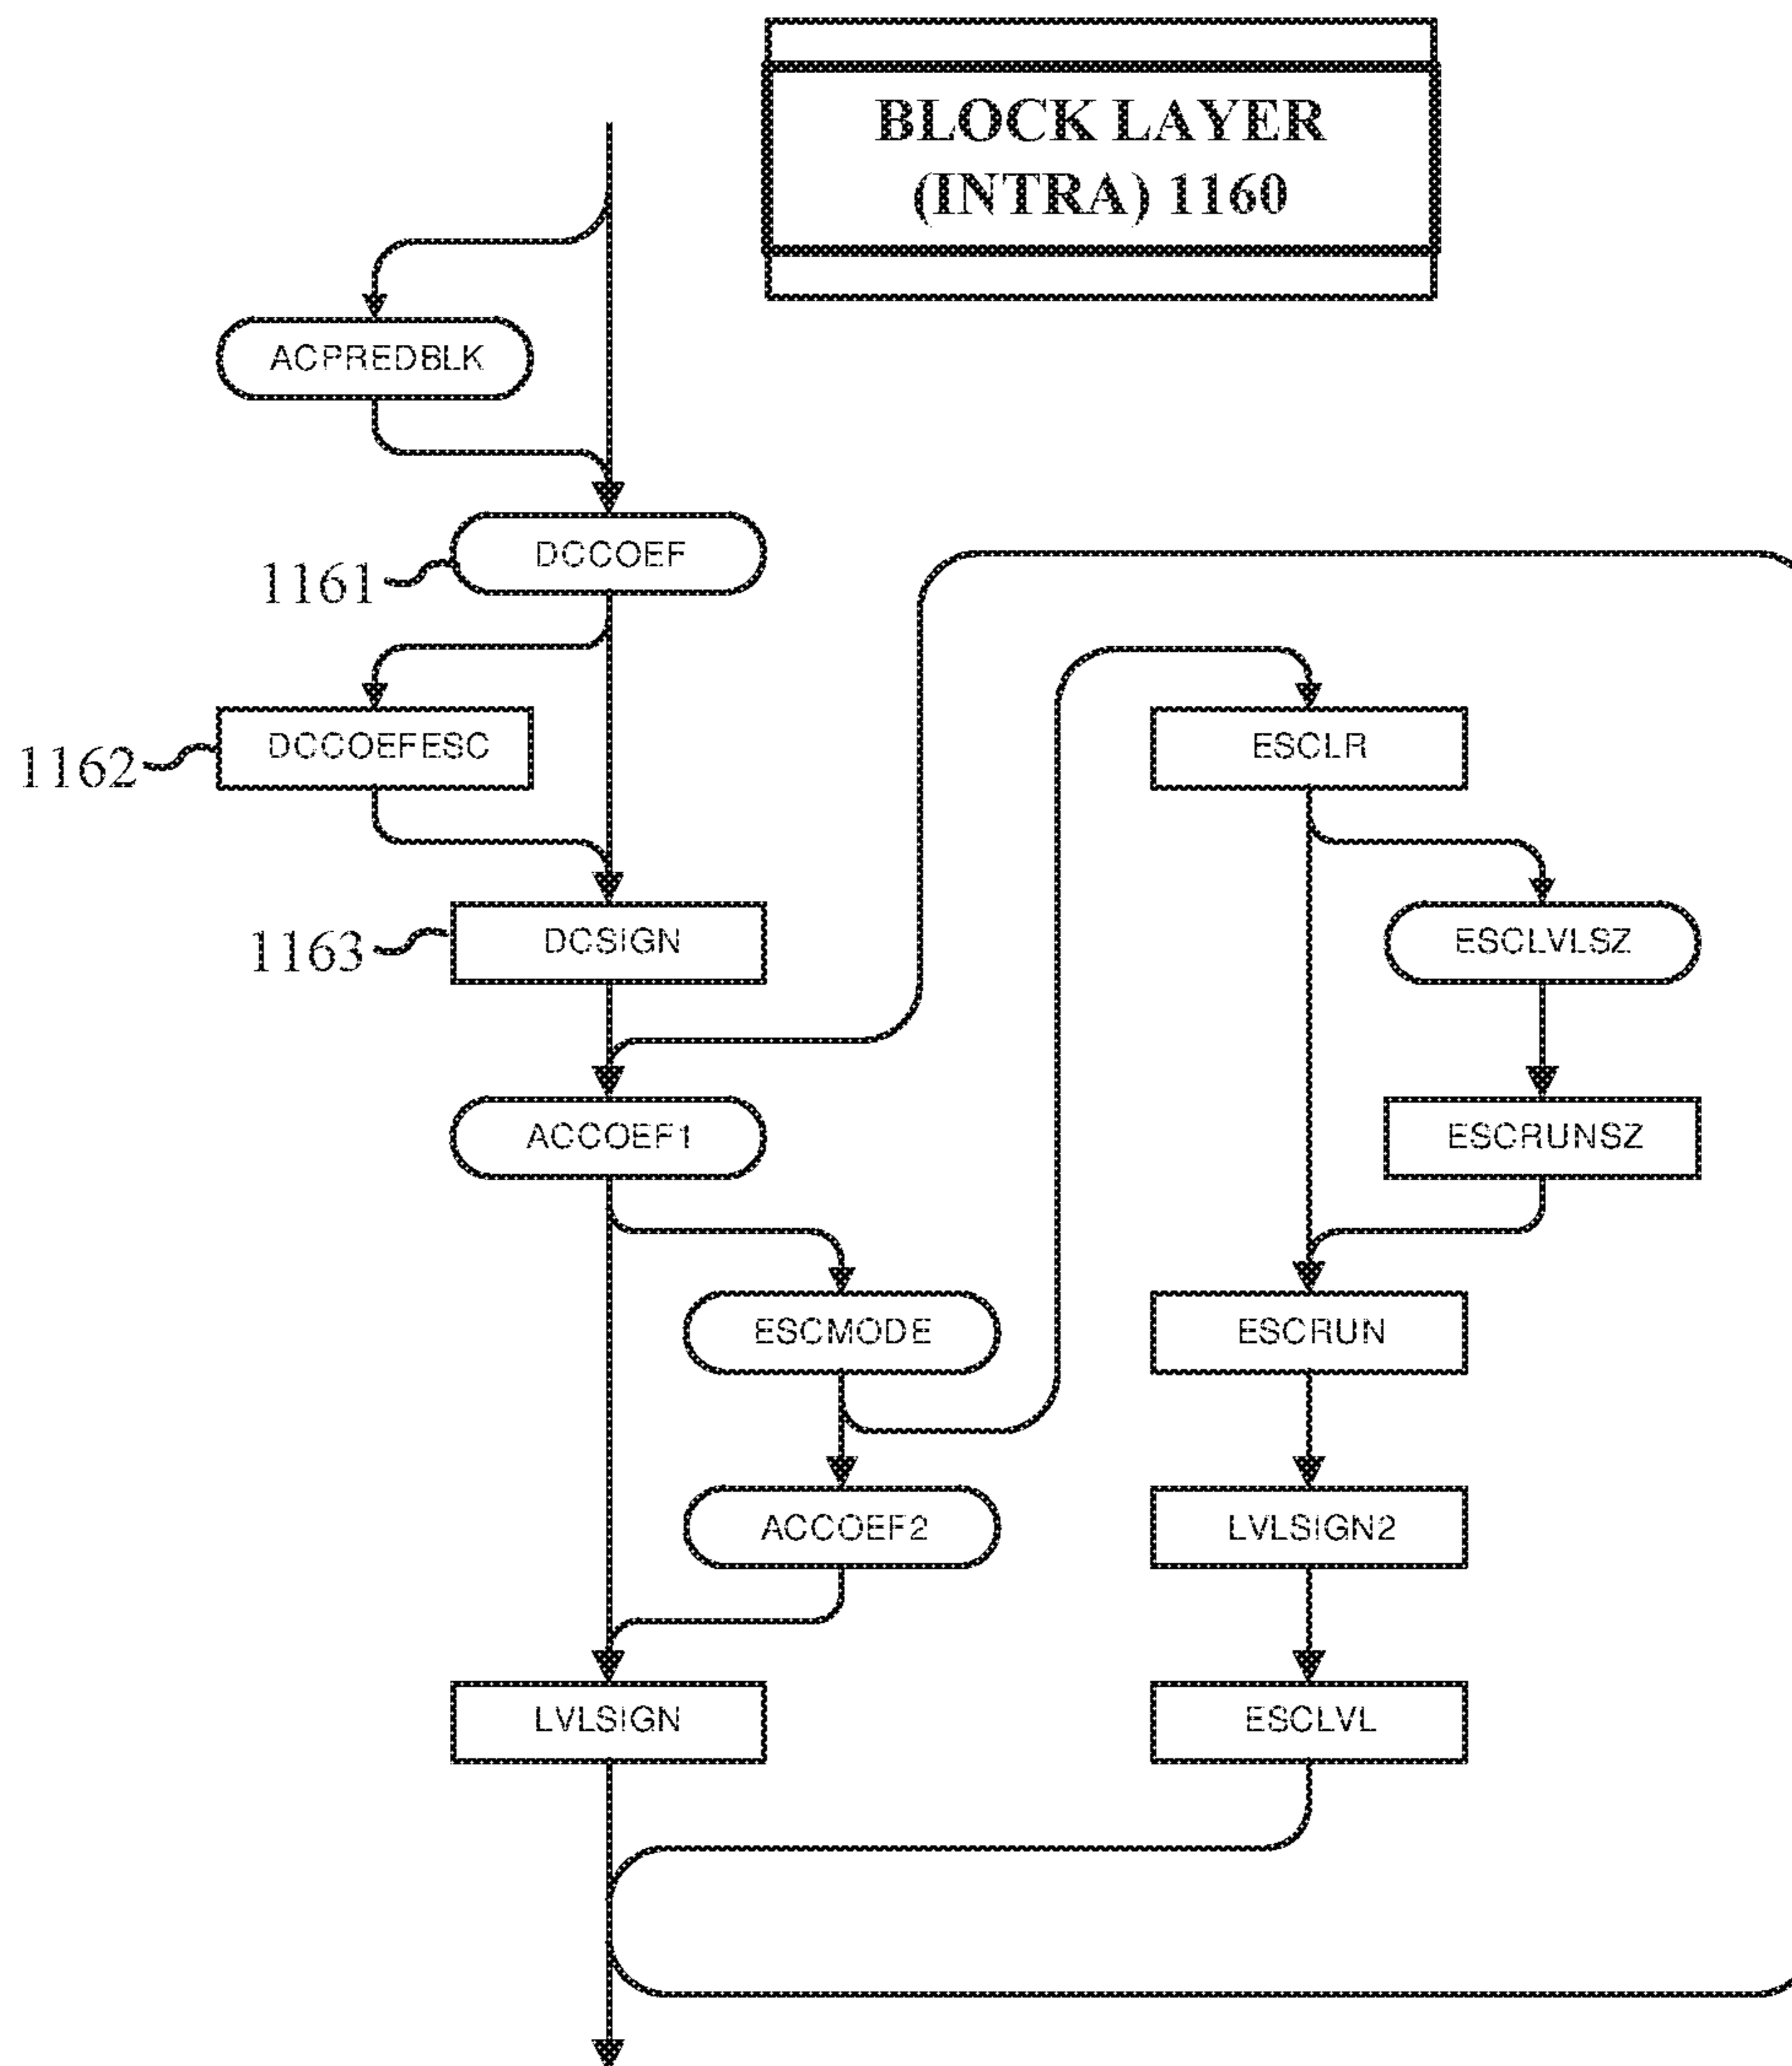 BLOCK LAYER
(INTRA) 1160
ACPREDBLK
DCCOEF
1161
DCCOEFESC
1162
ESCLR
DCSIGN
1163
ESCLVLSZ
ACCOEF1
ESCRUNSZ
ESCMODE
ESCRUN
ACCOEF2
LVLSIGN2
LVLSIGN
ESCLVL